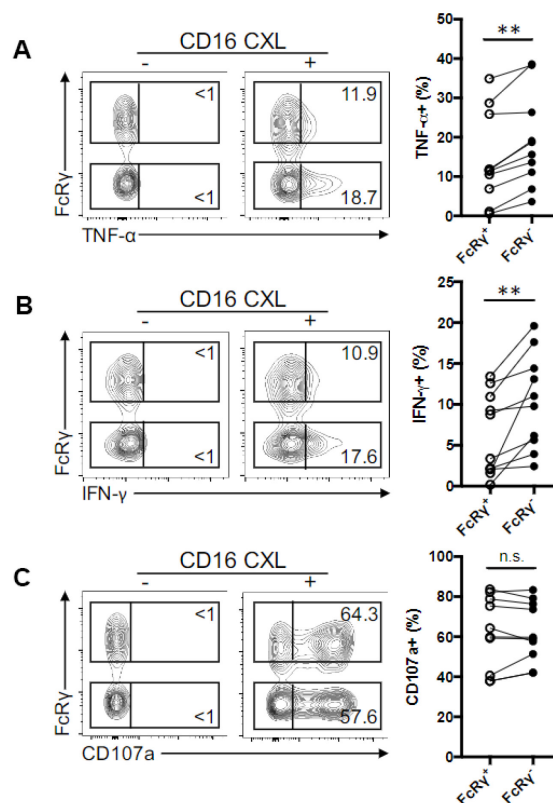 A
CD16 CXL
- +
<1 11.9
<1 18.7
FcRγ
TNF-α
**
TNF-α+ (%)
50
40
30
20
10
0
FcRγ+ FcRγ-
B
CD16 CXL
- +
<1 10.9
<1 17.6
FcRγ
IFN-γ
**
IFN-γ+ (%)
25
20
15
10
5
0
FcRγ+ FcRγ-
C
CD16 CXL
- +
<1 64.3
<1 57.6
FcRγ
CD107a
n.s.
CD107a+ (%)
100
80
60
40
20
0
FcRγ+ FcRγ-